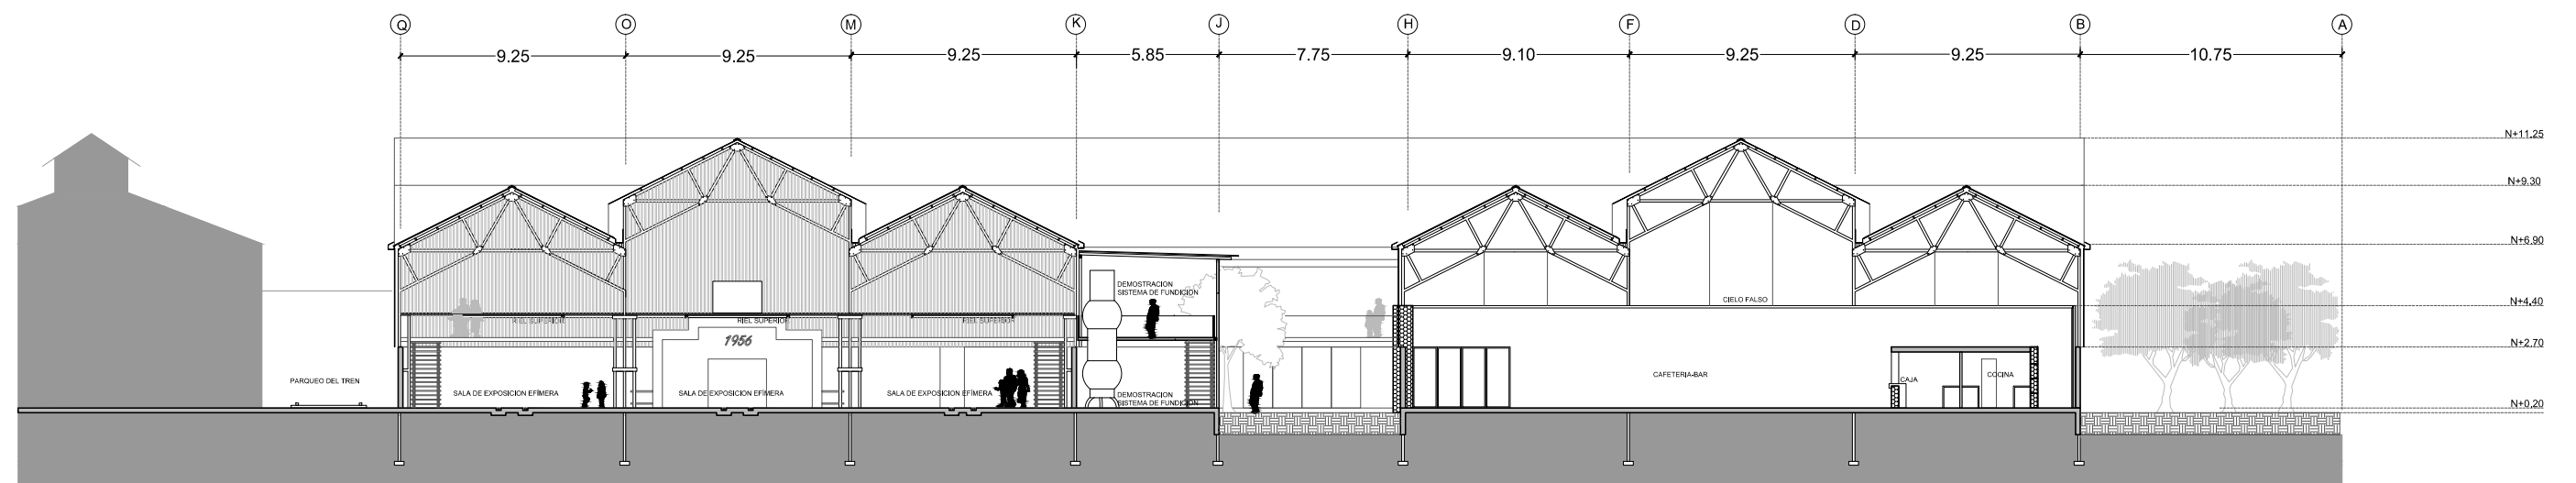 Q O M K J H F D B A
9.25 9.25 9.25 5.85 7.75 9.10 9.25 9.25 10.75
N+11.25
N+9.30
N+6.90
DEMOSTRACION
SISTEMA DE FUNDICION
CIELO FALSO
N+4.40
RIEL SUPERIOR RIEL SUPERIOR RIEL SUPERIOR
1956
N+2.70
PARQUEO DEL TREN
CAFETERIA-BAR
CAJA
COCINA
SALA DE EXPOSICION EFÍMERA SALA DE EXPOSICION EFÍMERA SALA DE EXPOSICION EFÍMERA
DEMOSTRACION
SISTEMA DE FUNDICION
N+0.20